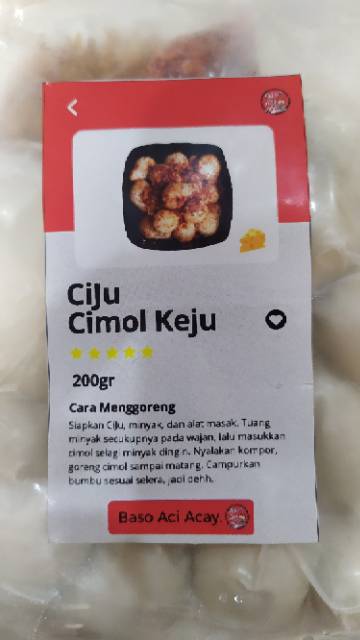 CiJu
Cimol Keju
200gr
Cara Menggoreng
Siapkan CiJu, minyak, dan alat masak. Tuang
minyak secukupnya pada wajan, lalu masukkan
cimol selagi minyak dingin. Nyalakan kompor,
goreng cimol sampai matang. Campurkan
bumbu sesuai selera, jadi dehh.
Baso Aci Acay.